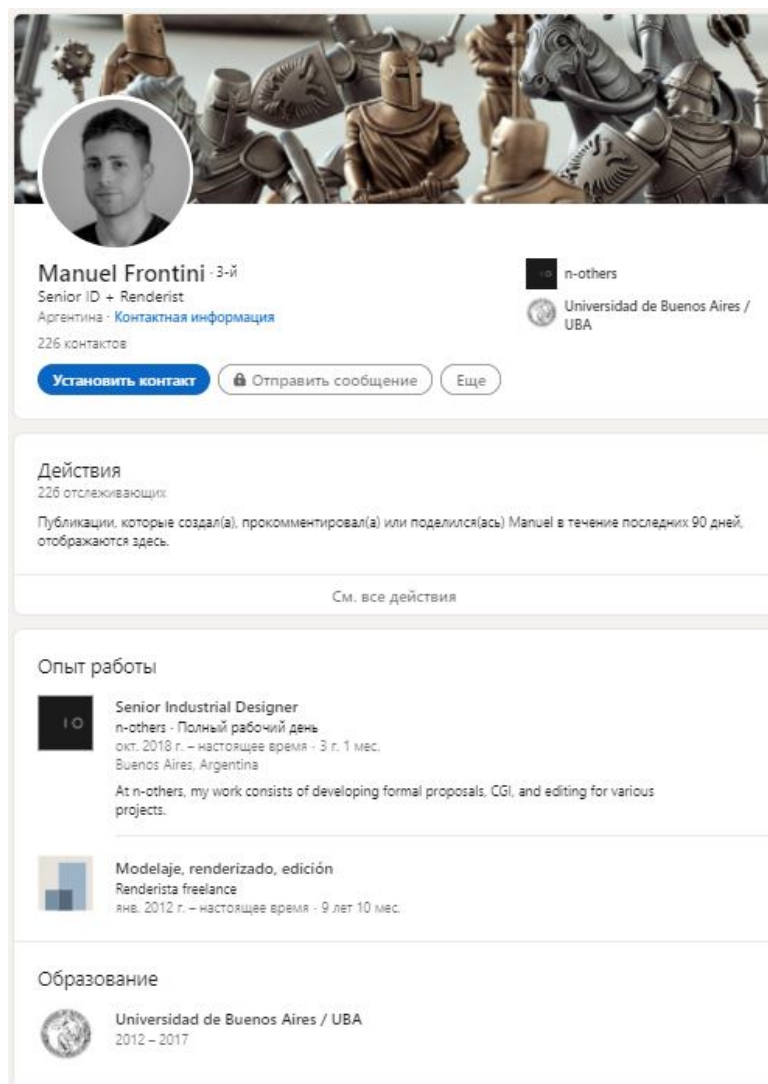 Manuel Frontini · 3-й
Senior ID + Renderist
Аргентина · Контактная информация
226 контактов
n-others
Universidad de Buenos Aires /
UBA
Установить контакт
Отправить сообщение
Еще
Действия
226 отслеживающих
Публикации, которые создал(а), прокомментировал(а) или поделился(ась) Manuel в течение последних 90 дней,
отображаются здесь.
См. все действия
Опыт работы
Senior Industrial Designer
n-others · Полный рабочий день
окт. 2018 г. – настоящее время · 3 г. 1 мес.
Buenos Aires, Argentina
At n-others, my work consists of developing formal proposals, CGI, and editing for various
projects.
Modelaje, renderizado, edición
Renderista freelance
янв. 2012 г. – настоящее время · 9 лет 10 мес.
Образование
Universidad de Buenos Aires / UBA
2012 – 2017